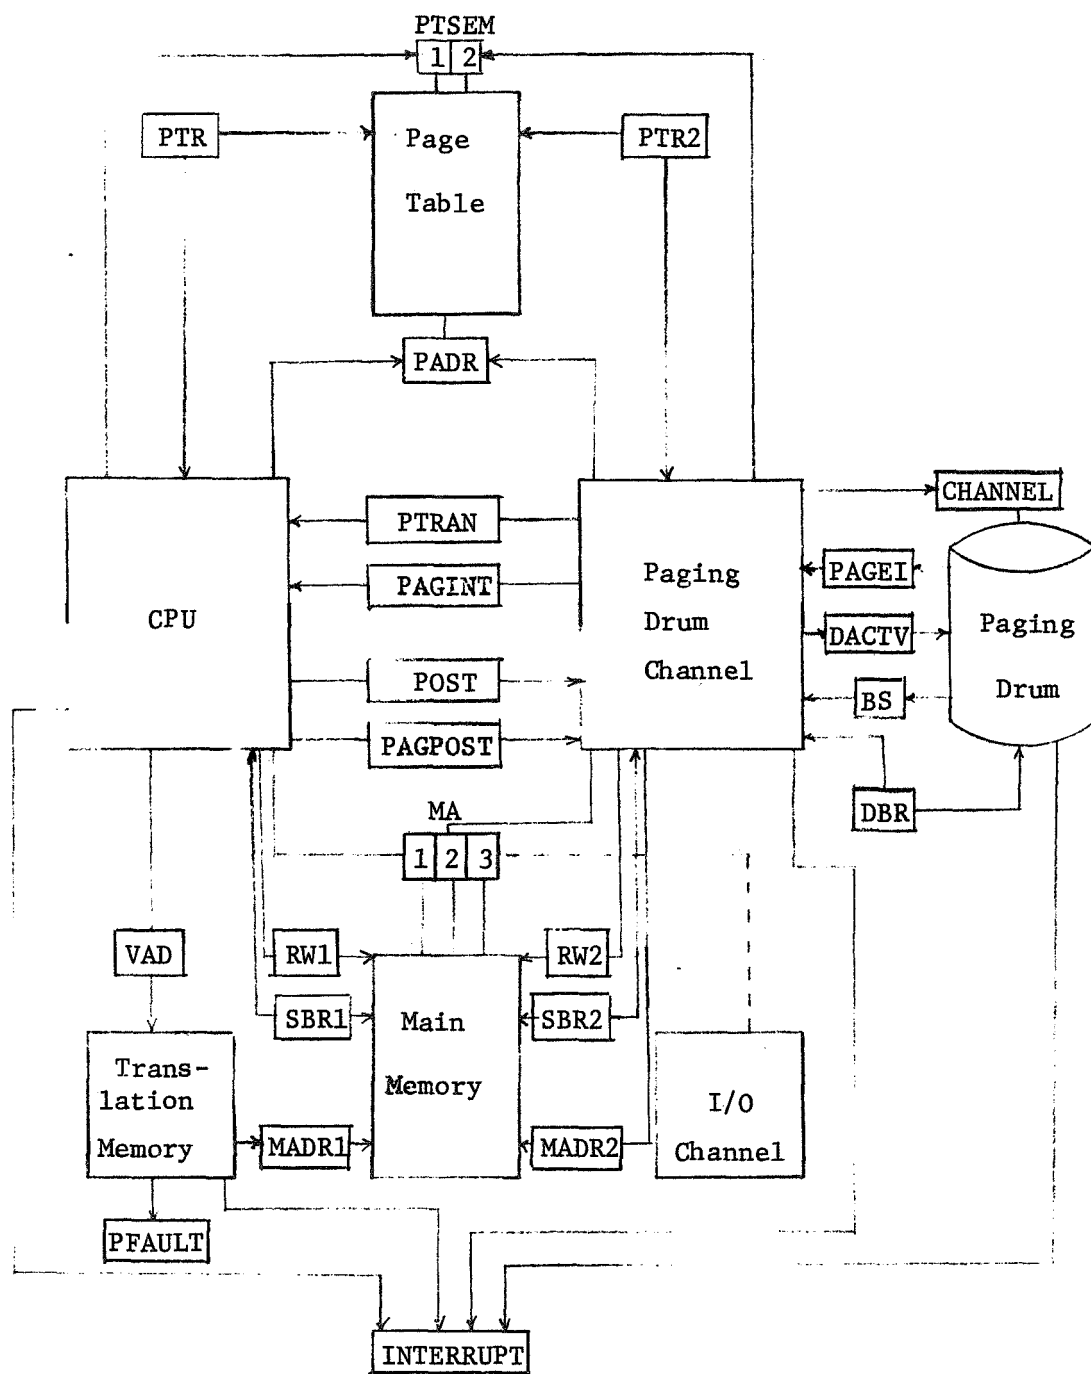 PTSEM
1 2
PTR
Page
Table
PTR2
PADR
CPU
PTRAN
PAGINT
POST
PAGPOST
Paging
Drum
Channel
CHANNEL
PAGEI
DACTV
BS
DBR
Paging
Drum
MA
1 2 3
VAD
RW1
RW2
SBR1
SBR2
Main
Memory
Trans-
lation
Memory
MADR1
MADR2
I/O
Channel
PFAULT
INTERRUPT